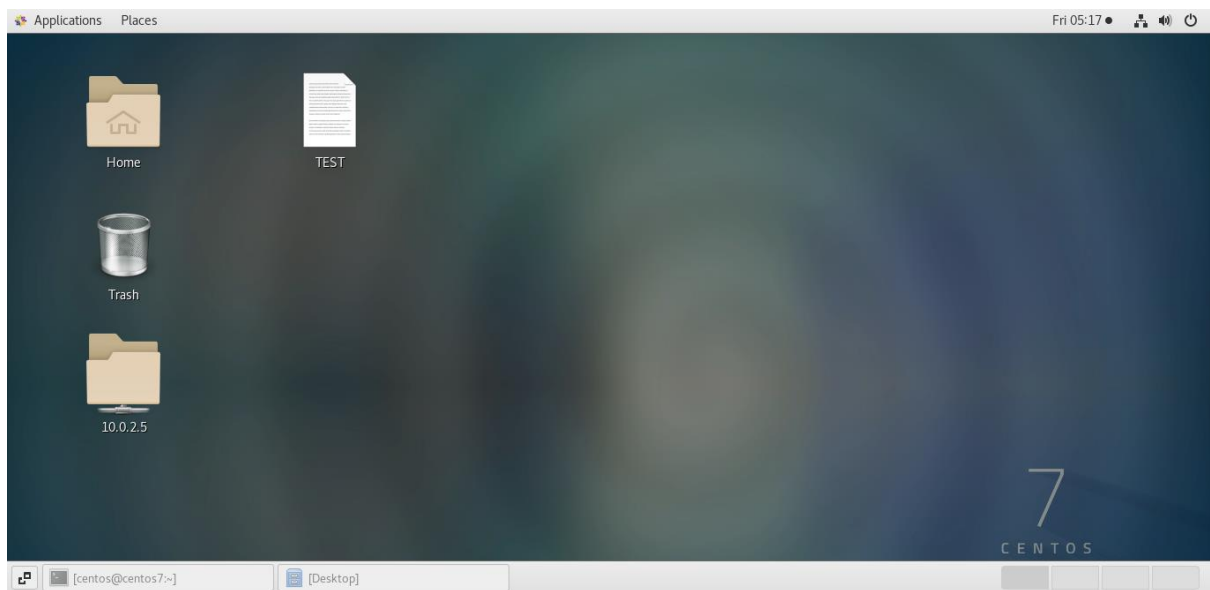 Applications Places Fri 05:17
Home TEST
Trash
10.0.2.5
7
CENTOS
[centos@centos7:~] [Desktop]